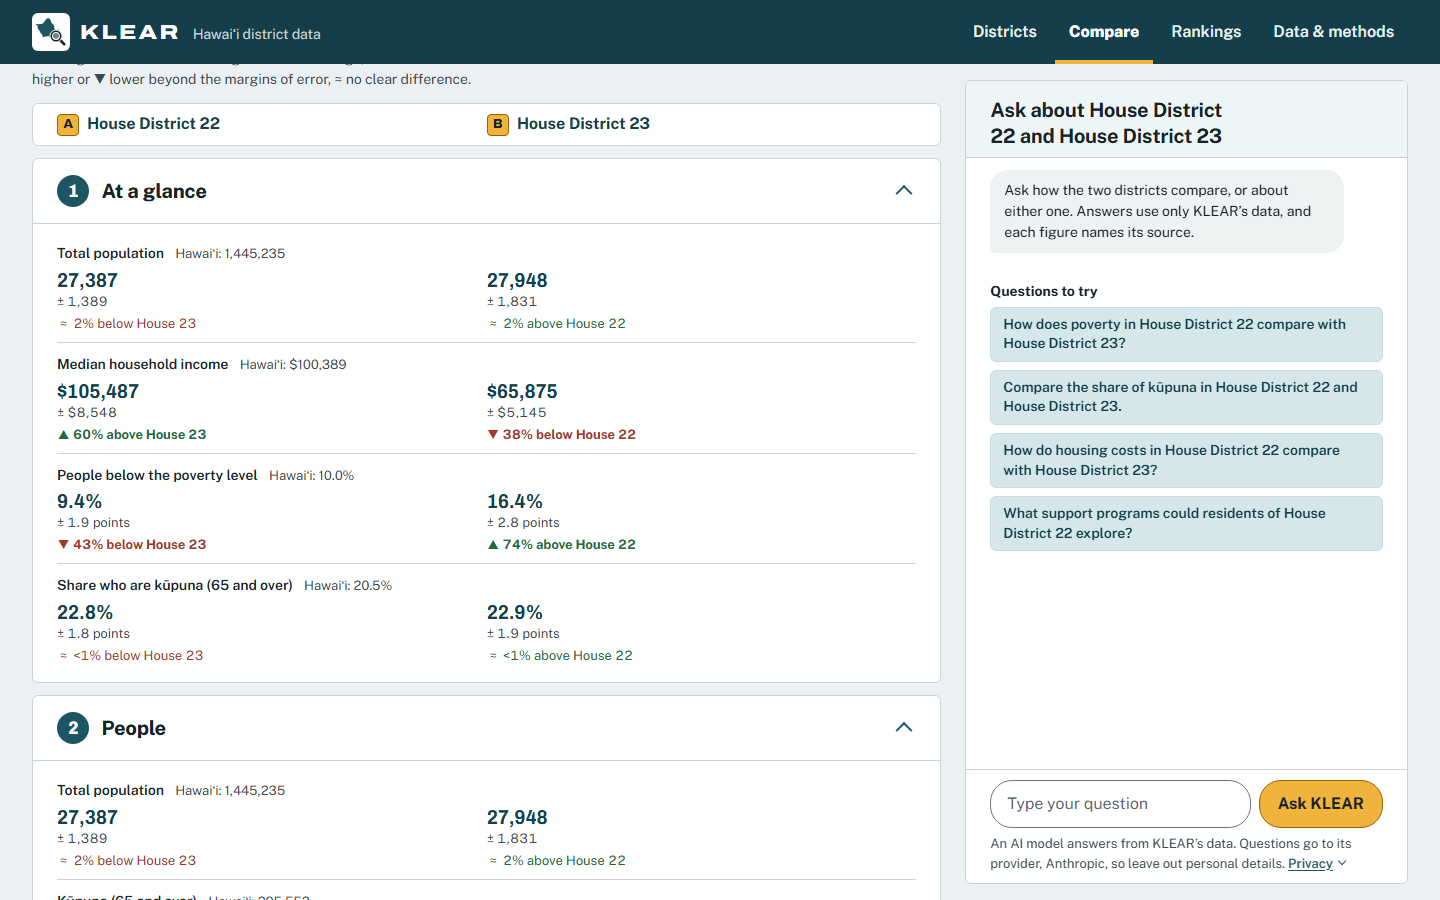 KLEAR Hawaiʻi district data
Districts
Compare
Rankings
Data & methods
higher or ▼ lower beyond the margins of error, ≈ no clear difference.
A House District 22
B House District 23
1 At a glance
Total population Hawaiʻi: 1,445,235
27,387
± 1,389
≈ 2% below House 23
27,948
± 1,831
≈ 2% above House 22
Median household income Hawaiʻi: $100,389
$105,487
± $8,548
▲ 60% above House 23
$65,875
± $5,145
▼ 38% below House 22
People below the poverty level Hawaiʻi: 10.0%
9.4%
± 1.9 points
▼ 43% below House 23
16.4%
± 2.8 points
▲ 74% above House 22
Share who are kūpuna (65 and over) Hawaiʻi: 20.5%
22.8%
± 1.8 points
≈ <1% below House 23
22.9%
± 1.9 points
≈ <1% above House 22
2 People
Total population Hawaiʻi: 1,445,235
27,387
± 1,389
≈ 2% below House 23
27,948
± 1,831
≈ 2% above House 22
Ask about House District
22 and House District 23
Ask how the two districts compare, or about
either one. Answers use only KLEAR’s data, and
each figure names its source.
Questions to try
How does poverty in House District 22 compare with
House District 23?
Compare the share of kūpuna in House District 22 and
House District 23.
How do housing costs in House District 22 compare
with House District 23?
What support programs could residents of House
District 22 explore?
Type your question
Ask KLEAR
An AI model answers from KLEAR’s data. Questions go to its
provider, Anthropic, so leave out personal details. Privacy